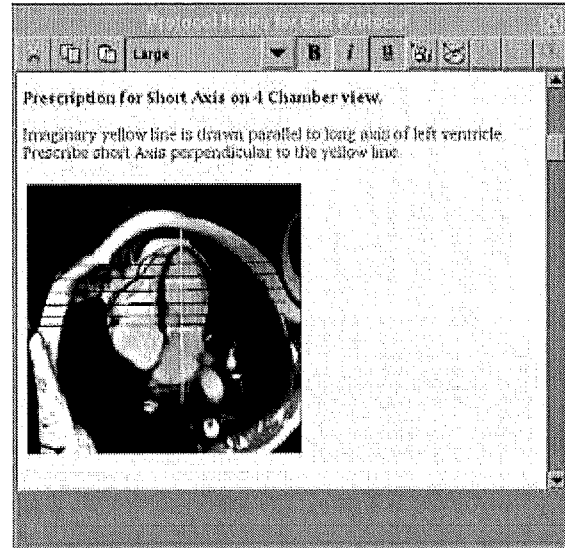 Protocol Notes for Edit Protocol
Large
B i u
Prescription for Short Axis on 4 Chamber view.
Imaginary yellow line is drawn parallel to long axis of left ventricle
Prescribe short Axis perpendicular to the yellow line